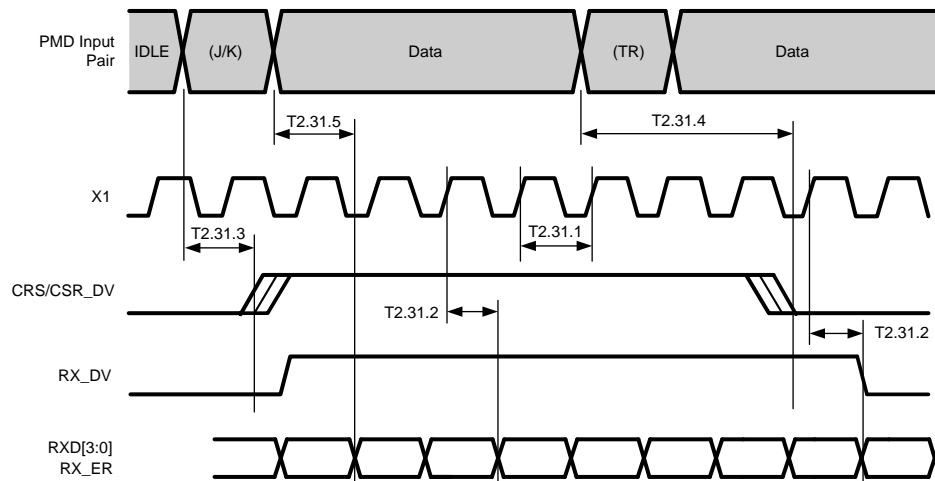 PMD Input
Pair
IDLE
(J/K)
Data
(TR)
Data
T2.31.5
T2.31.4
X1
T2.31.3
T2.31.1
CRS/CSR_DV
T2.31.2
T2.31.2
RX_DV
RXD[3:0]
RX_ER